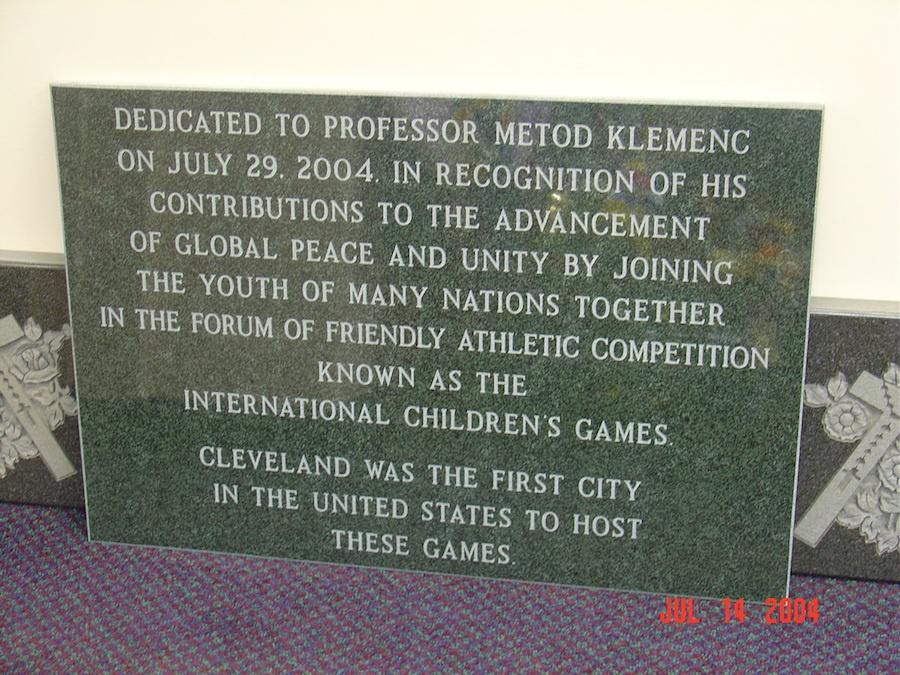 DEDICATED TO PROFESSOR METOD KLEMENC
ON JULY 29, 2004, IN RECOGNITION OF HIS
CONTRIBUTIONS TO THE ADVANCEMENT
OF GLOBAL PEACE AND UNITY BY JOINING
THE YOUTH OF MANY NATIONS TOGETHER
IN THE FORUM OF FRIENDLY ATHLETIC COMPETITION
KNOWN AS THE
INTERNATIONAL CHILDREN'S GAMES.
CLEVELAND WAS THE FIRST CITY
IN THE UNITED STATES TO HOST
THESE GAMES.
JUL 14 2004